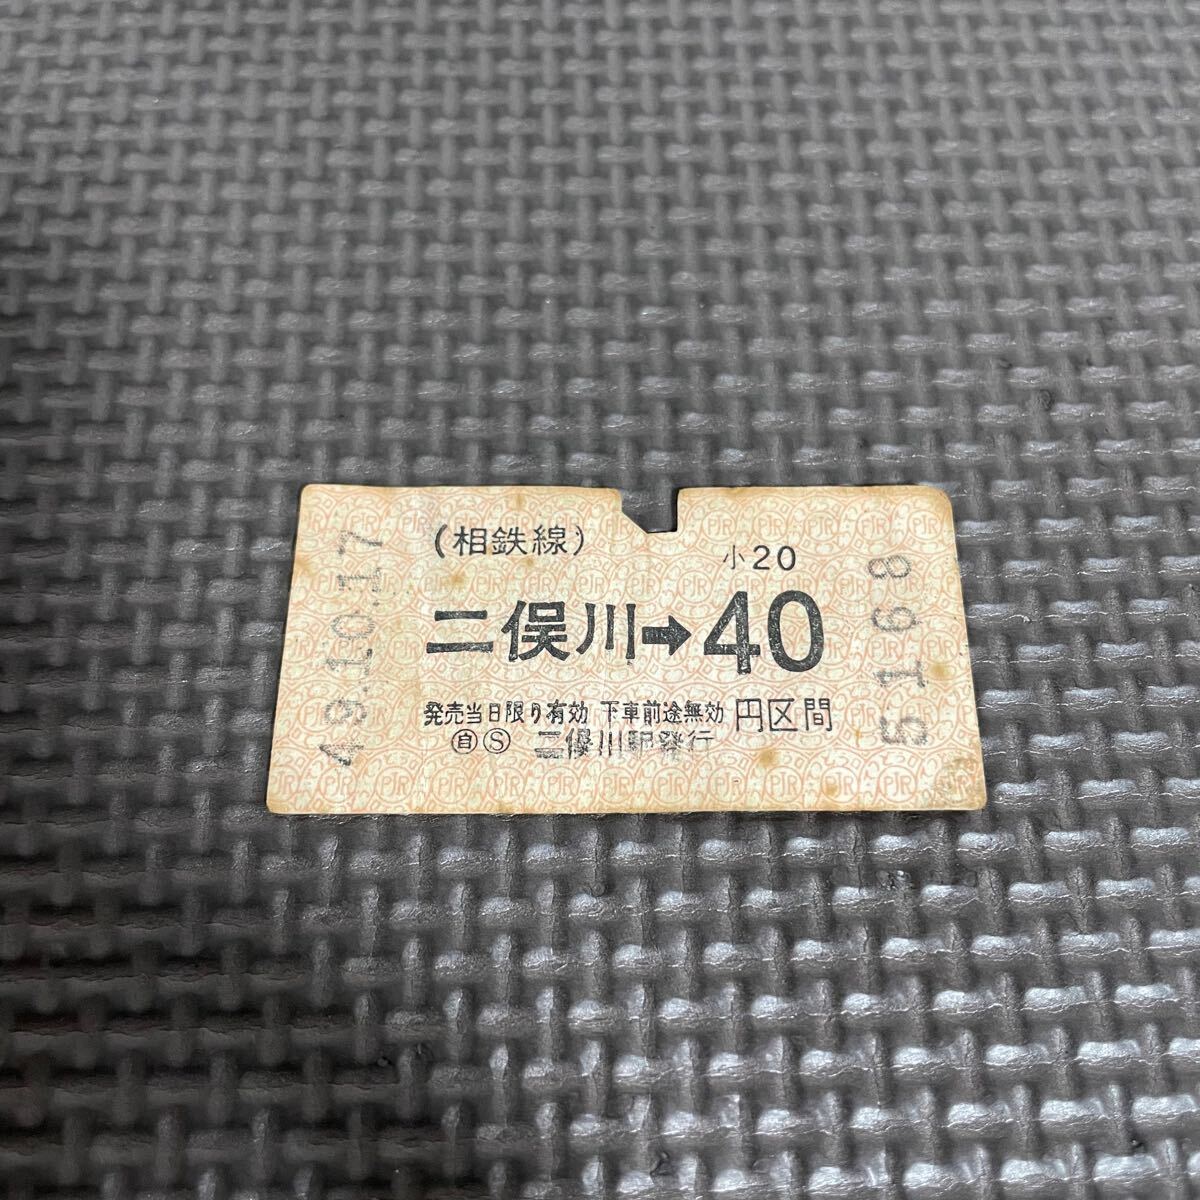 (相鉄線)
小20
二俣川➡40
発売当日限り有効 下車前途無効 円区間
自 S 二俣川駅発行
49.10.17
5168